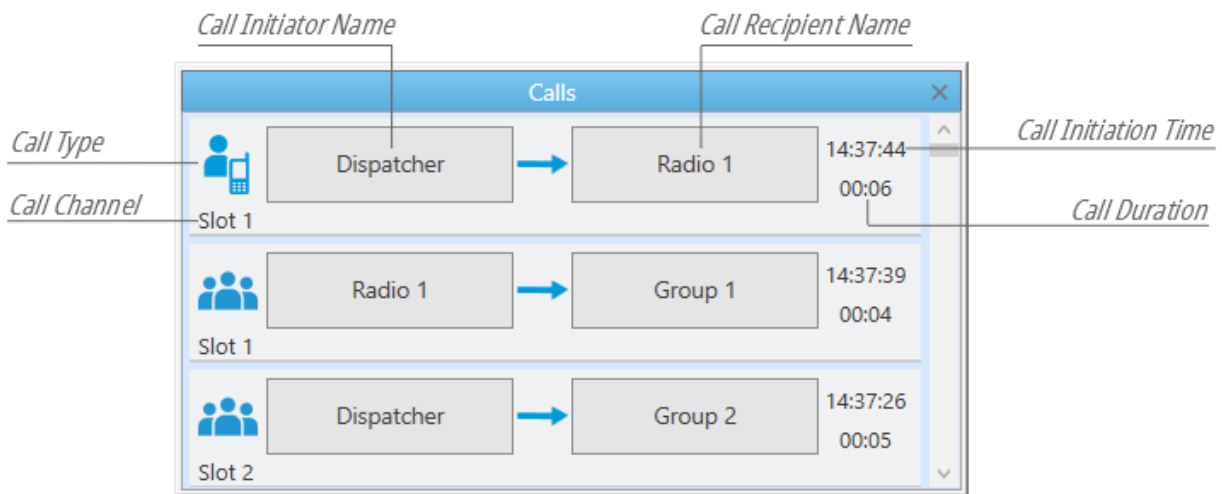 Call Initiator Name
Call Recipient Name
Calls
Call Type
Dispatcher
Radio 1
14:37:44
Call Initiation Time
00:06
Call Channel
Slot 1
Call Duration
Radio 1
Group 1
14:37:39
00:04
Slot 1
Dispatcher
Group 2
14:37:26
00:05
Slot 2